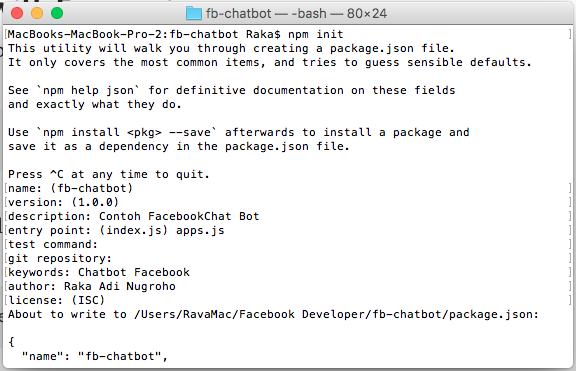 fb-chatbot — -bash — 80×24
[MacBooks-MacBook-Pro-2:fb-chatbot Raka$ npm init ]
This utility will walk you through creating a package.json file.
It only covers the most common items, and tries to guess sensible defaults.
See `npm help json` for definitive documentation on these fields
and exactly what they do.
Use `npm install <pkg> --save` afterwards to install a package and
save it as a dependency in the package.json file.
Press ^C at any time to quit.
[name: (fb-chatbot) ]
[version: (1.0.0) ]
[description: Contoh FacebookChat Bot ]
[entry point: (index.js) apps.js ]
[test command: ]
[git repository: ]
[keywords: Chatbot Facebook ]
[author: Raka Adi Nugroho ]
[license: (ISC) ]
About to write to /Users/RavaMac/Facebook Developer/fb-chatbot/package.json:
{
"name": "fb-chatbot",